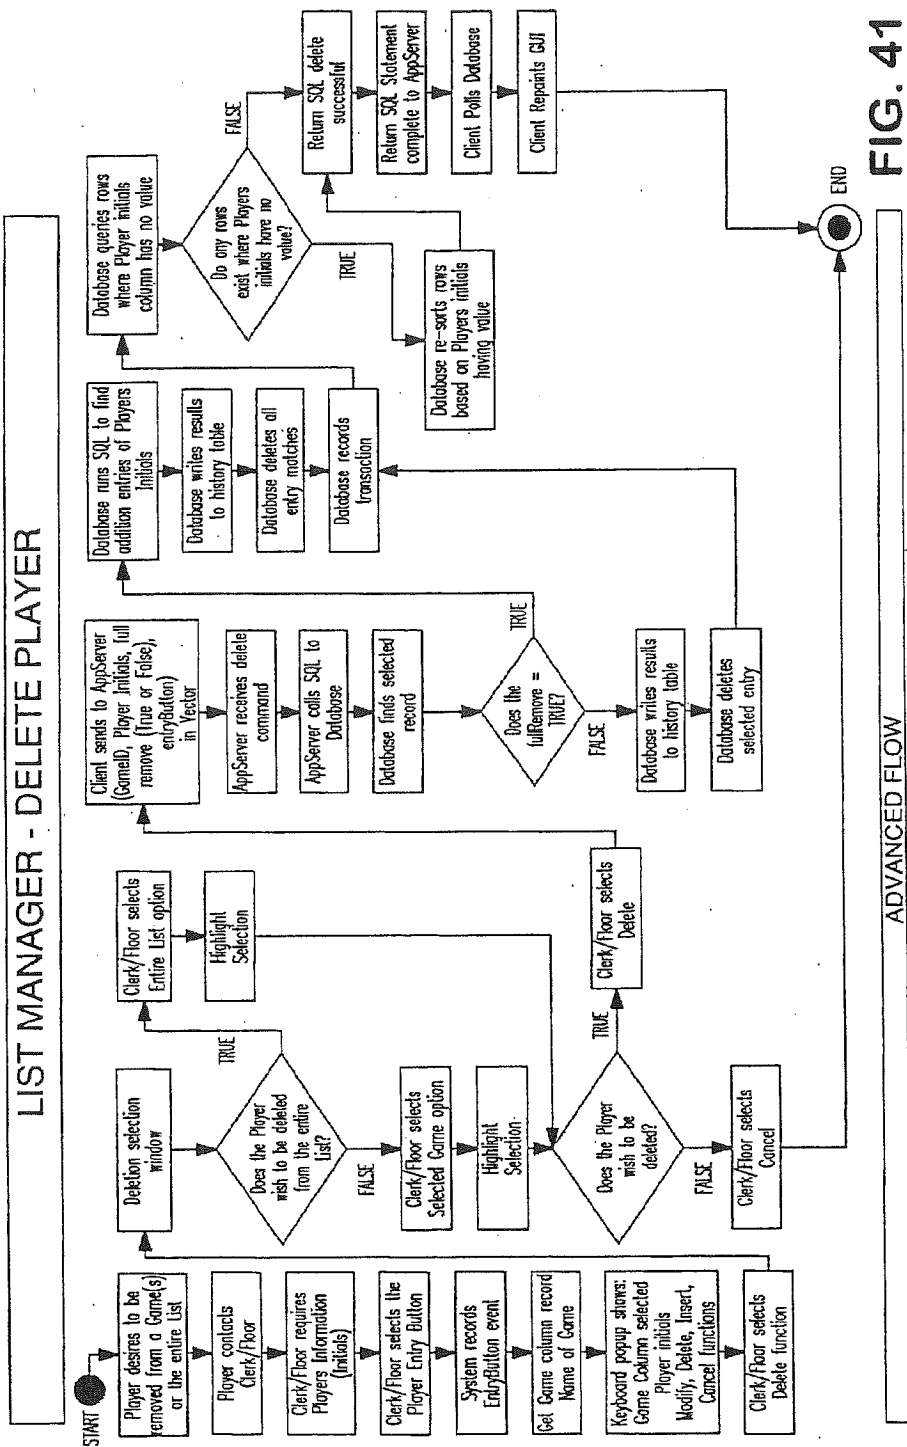 LIST MANAGER - DELETE PLAYER
START
Player desires to be
removed from a Game(s)
or the entire List
Player contacts
Clerk/Floor
Clerk/Floor requires
Players Information
(Initials)
Clerk/Floor selects the
Player Entry Button
System records
EntryButton event
Get Game column record
Name of Game
Keyboard popup shows:
Game Column selected
Player initials
Modify, Delete, Insert,
Cancel functions
Clerk/Floor selects
Delete function
Deletion selection
window
Does the Player
wish to be deleted
from the entire
List?
TRUE
FALSE
Clerk/Floor selects
Entire List option
Highlight
Selection
Clerk/Floor selects
Selected Game option
Highlight
Selection
Does the Player
wish to be
deleted?
TRUE
FALSE
Clerk/Floor selects
Delete
Clerk/Floor selects
Cancel
Client sends to AppServer
(GameID, Player Initials, full
remove (True or False),
entryButton)
in Vector
AppServer receives delete
command
AppServer calls SQL to
Database
Database finds selected
record
Does the
fullRemove =
TRUE?
TRUE
FALSE
Database writes results
to history table
Database deletes
selected entry
Database runs SQL to find
addition entries of Players
Initials
Database writes results
to history table
Database deletes all
entry matches
Database records
transaction
Database queries rows
where Player initials
column has no value
Do any rows
exist where Players
initials have no
value?
FALSE
TRUE
Database re-sorts rows
based on Players initials
having value
Return SQL delete
successful
Return SQL Statement
complete to AppServer
Client Polls Database
Client Repaints GUI
END
ADVANCED FLOW
FIG. 41